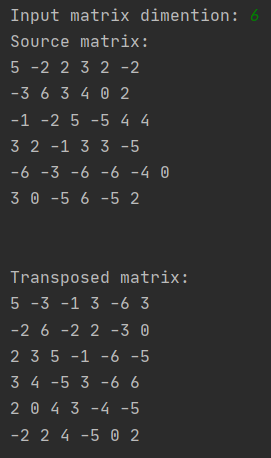 Input matrix dimention: 6
Source matrix:
5 -2 2 3 2 -2
-3 6 3 4 0 2
-1 -2 5 -5 4 4
3 2 -1 3 3 -5
-6 -3 -6 -6 -4 0
3 0 -5 6 -5 2
Transposed matrix:
5 -3 -1 3 -6 3
-2 6 -2 2 -3 0
2 3 5 -1 -6 -5
3 4 -5 3 -6 6
2 0 4 3 -4 -5
-2 2 4 -5 0 2